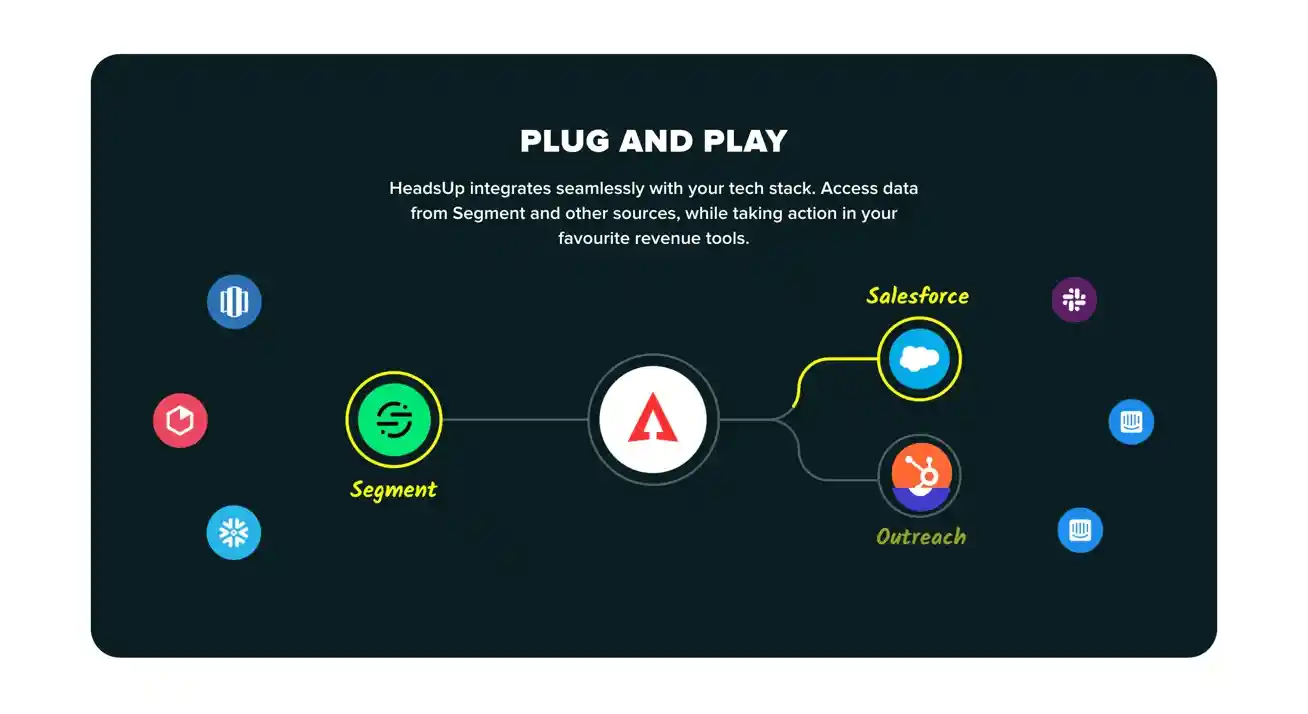 PLUG AND PLAY
HeadsUp integrates seamlessly with your tech stack. Access data
from Segment and other sources, while taking action in your
favourite revenue tools.
Salesforce
Segment
Outreach